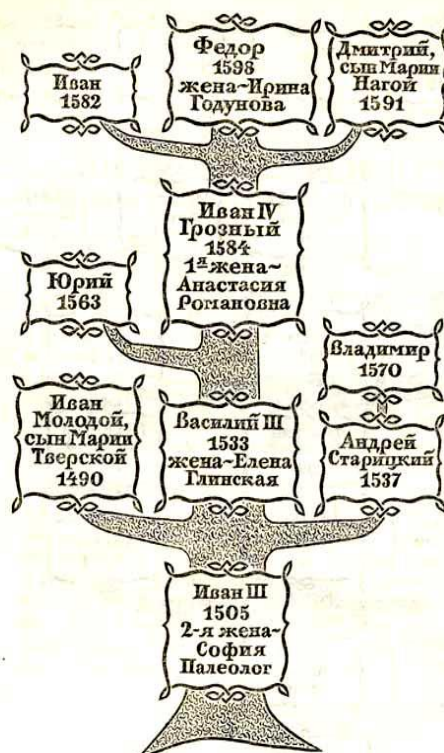 Иван
1582
Федор
1598
жена~Ирина
Годунова
Дмитрий,
сын Марии
Нагой
1591
Иван IV
Грозный
1584
1я жена~
Анастасия
Романовна
Юрий
1563
Владимир
1570
Иван
Молодой,
сын Марии
Тверской
1490
Василий III
1533
жена~Елена
Глинская
Андрей
Старицкий
1537
Иван III
1505
2-я жена~
София
Палеолог